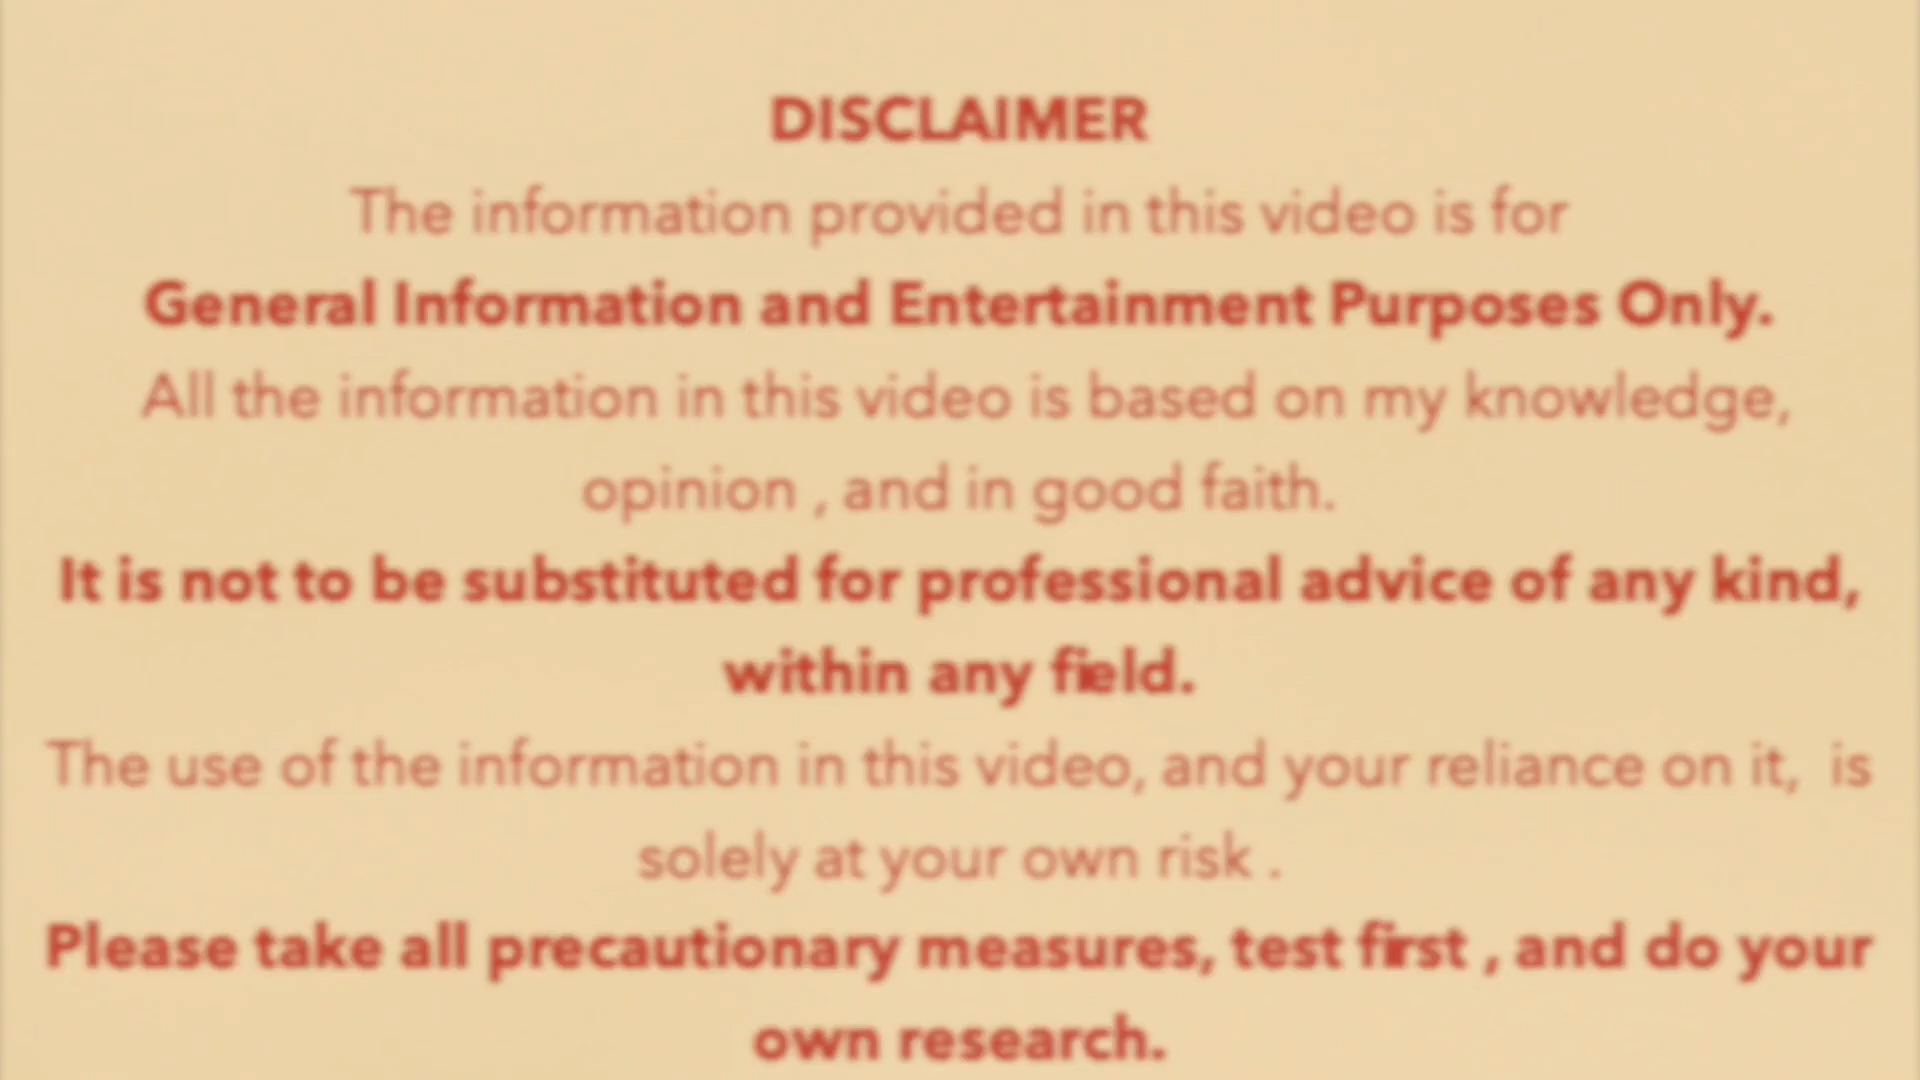 DISCLAIMER
The information provided in this video is for
General Information and Entertainment Purposes Only.
All the information in this video is based on my knowledge,
opinion , and in good faith.
It is not to be substituted for professional advice of any kind,
within any field.
The use of the information in this video, and your reliance on it,  is
solely at your own risk .
Please take all precautionary measures, test first , and do your
own research.